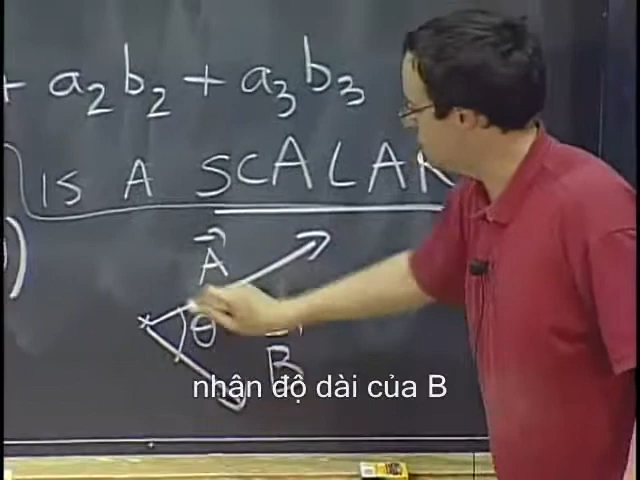 + a₂b₂ + a₃b₃
IS A SCALAR
)
A⃗
θ
B⃗
nhận độ dài của B